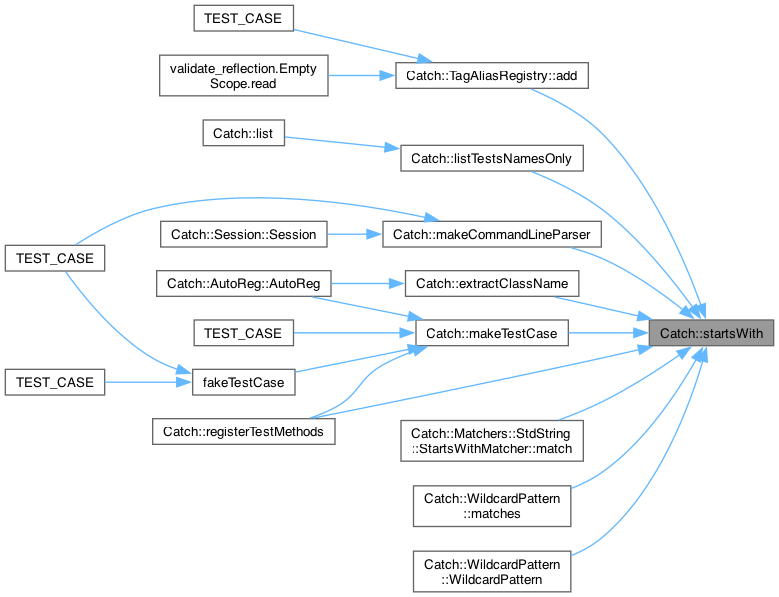 TEST_CASE
validate_reflection.Empty
Scope.read
Catch::TagAliasRegistry::add
Catch::list
Catch::listTestsNamesOnly
Catch::Session::Session
Catch::makeCommandLineParser
TEST_CASE
Catch::AutoReg::AutoReg
Catch::extractClassName
TEST_CASE
Catch::makeTestCase
Catch::startsWith
TEST_CASE
fakeTestCase
Catch::registerTestMethods
Catch::Matchers::StdString
::StartsWithMatcher::match
Catch::WildcardPattern
::matches
Catch::WildcardPattern
::WildcardPattern